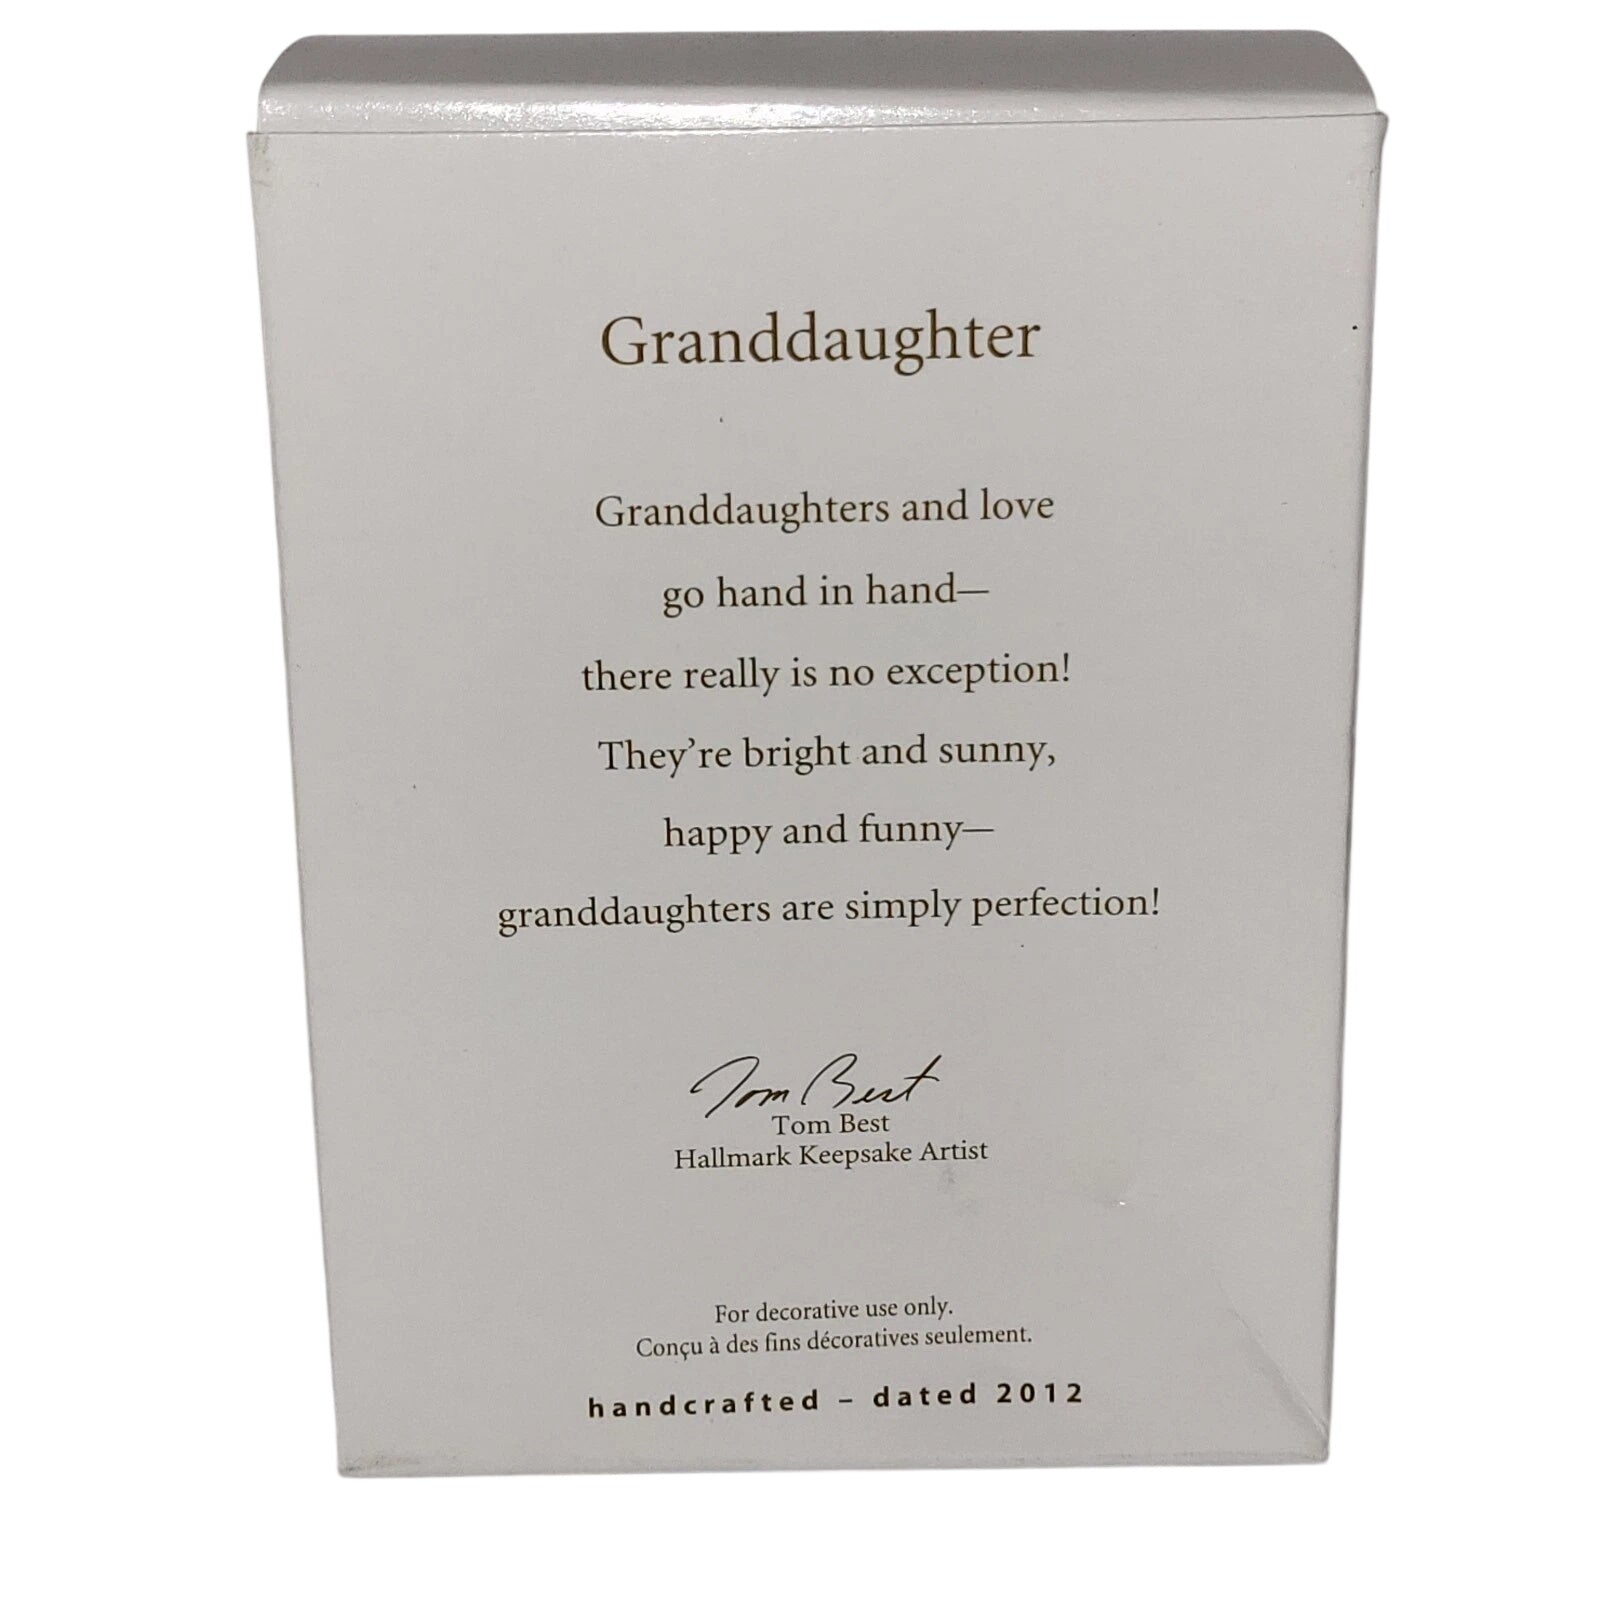 Granddaughter
Granddaughters and love
go hand in hand—
there really is no exception!
They’re bright and sunny,
happy and funny—
granddaughters are simply perfection!
Tom Best
Tom Best
Hallmark Keepsake Artist
For decorative use only.
Conçu à des fins décoratives seulement.
handcrafted – dated 2012